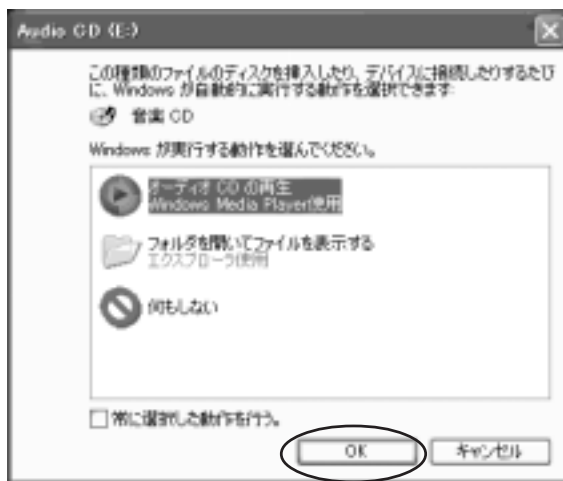 Audio CD (E:)
この種類のファイルのディスクを挿入したり、デバイスに接続したりするたび
に、Windows が自動的に実行する動作を選択できます:
音楽 CD
Windows が実行する動作を選んでください。
オーディオ CD の再生
Windows Media Player使用
フォルダを開いてファイルを表示する
エクスプローラ使用
何もしない
常に選択した動作を行う。
OK
キャンセル